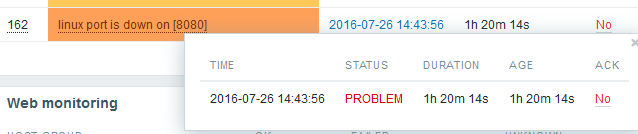 162 linux port is down on [8080] 2016-07-26 14:43:56 1h 20m 14s No
TIME STATUS DURATION AGE ACK
2016-07-26 14:43:56 PROBLEM 1h 20m 14s 1h 20m 14s No
Web monitoring